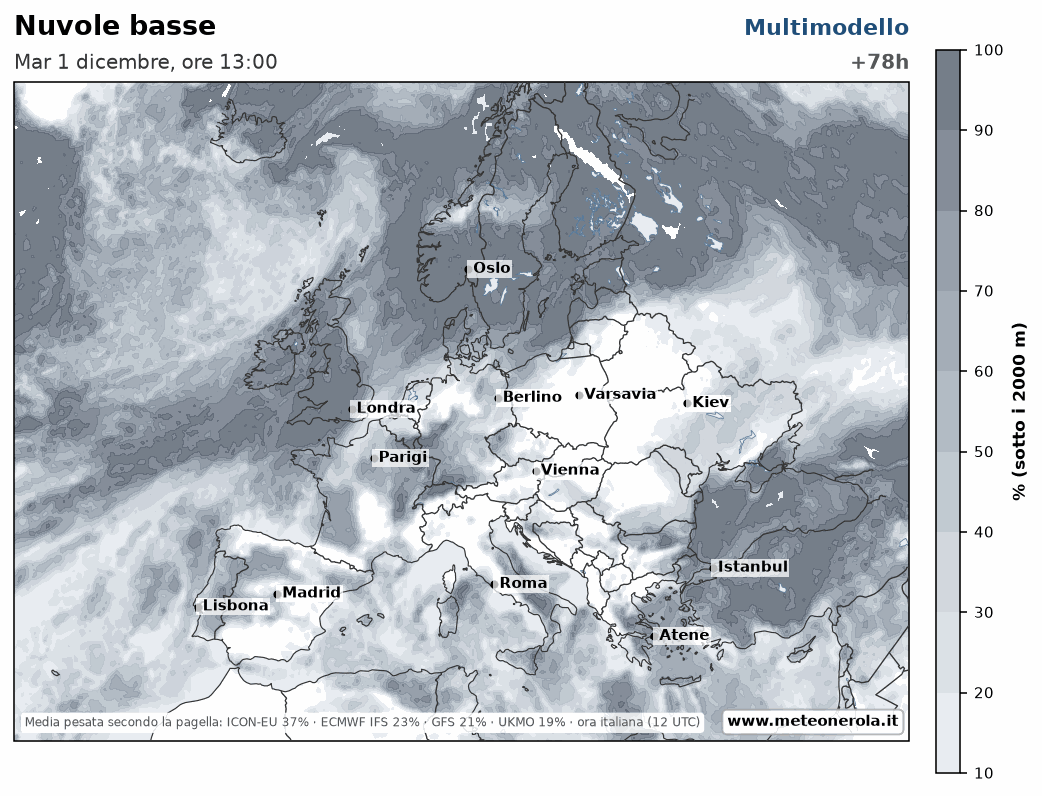 Nuvole basse
Multimodello
Mar 1 dicembre, ore 13:00
+78h
100
90
80
70
60
50
40
30
20
10
% (sotto i 2000 m)
Oslo
Londra
Berlino
Varsavia
Kiev
Parigi
Vienna
Istanbul
Roma
Madrid
Lisbona
Atene
Media pesata secondo la pagella: ICON-EU 37% · ECMWF IFS 23% · GFS 21% · UKMO 19% · ora italiana (12 UTC)
www.meteonerola.it